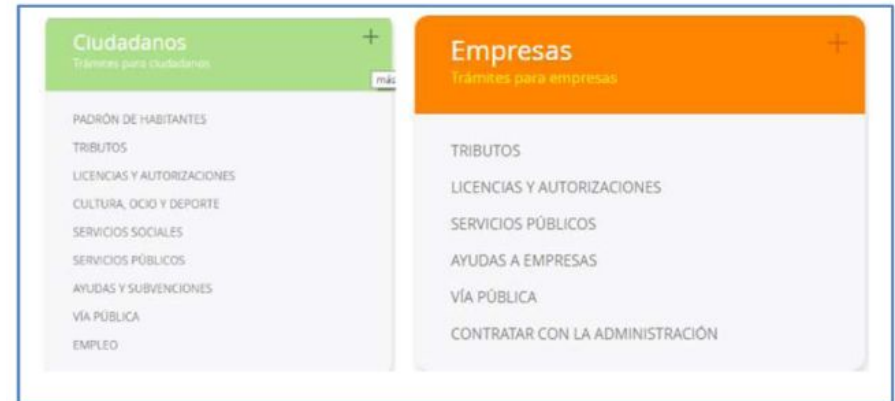 Ciudadanos
Trámites para ciudadanos
más
PADRÓN DE HABITANTES
TRIBUTOS
LICENCIAS Y AUTORIZACIONES
CULTURA, OCIO Y DEPORTE
SERVICIOS SOCIALES
SERVICIOS PÚBLICOS
AYUDAS Y SUBVENCIONES
VÍA PÚBLICA
EMPLEO
Empresas
Trámites para empresas
TRIBUTOS
LICENCIAS Y AUTORIZACIONES
SERVICIOS PÚBLICOS
AYUDAS A EMPRESAS
VÍA PÚBLICA
CONTRATAR CON LA ADMINISTRACIÓN